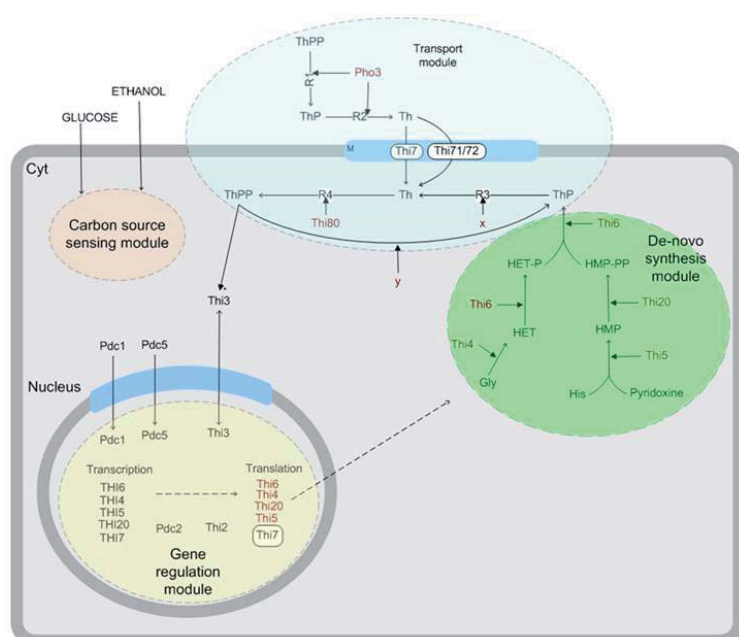 ThPP
Transport
module
R1
Pho3
ETHANOL
GLUCOSE
ThP
R2
Th
M
Thi7
Thi71/72
Cyt
ThPP
R4
Th
R3
ThP
Carbon source
sensing module
Thi80
x
Thi6
De-novo
synthesis
module
HET-P
HMP-PP
y
Thi3
Thi6
Thi20
HET
HMP
Pdc1
Pdc5
Thi4
Thi5
Nucleus
Gly
His
Pyridoxine
Pdc1
Pdc5
Thi3
Transcription
Translation
THI6
THI4
THI5
THI20
THI7
Thi6
Thi4
Thi20
Thi5
Thi7
Pdc2
Thi2
Gene
regulation
module